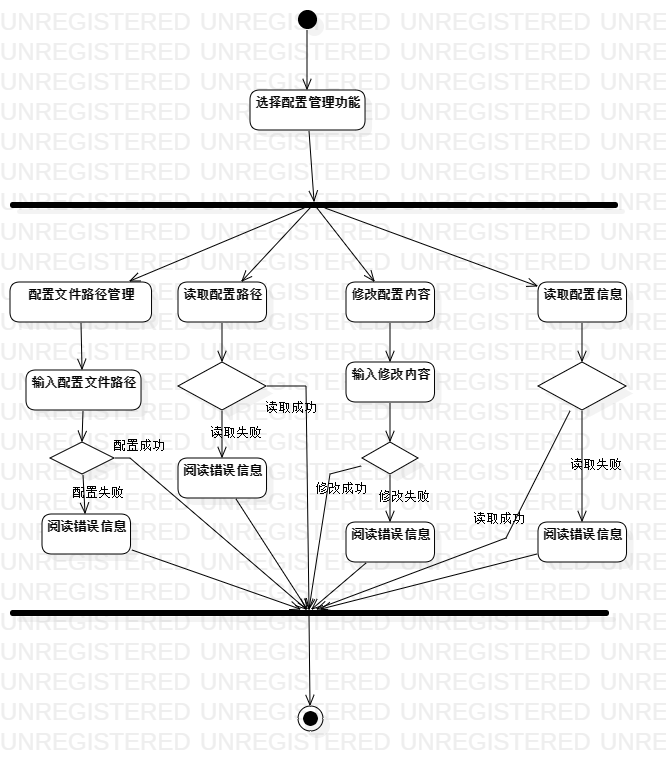 选择配置管理功能
配置文件路径管理
读取配置路径
修改配置内容
读取配置信息
输入配置文件路径
输入修改内容
读取成功
配置成功
读取失败
读取失败
阅读错误信息
修改成功
配置失败
修改失败
读取成功
阅读错误信息
阅读错误信息
阅读错误信息
UNREGISTERED